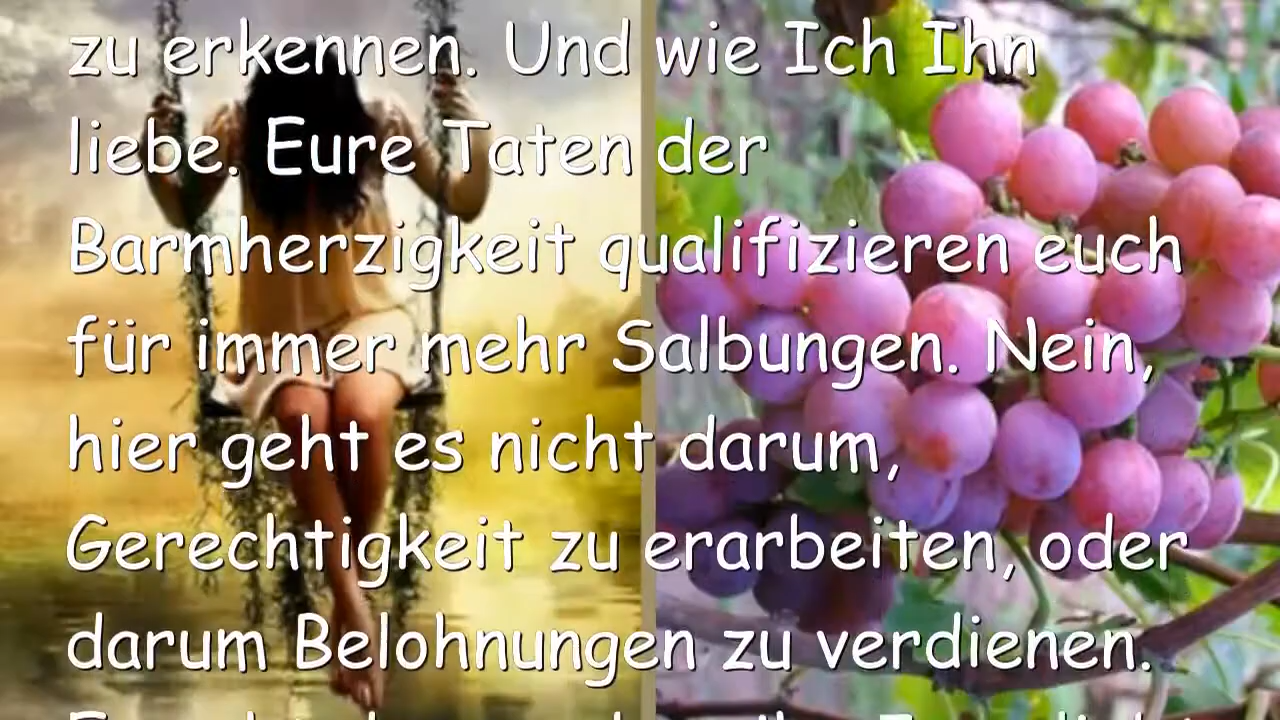 zu erkennen. Und wie Ich Ihn
liebe. Eure Taten der
Barmherzigkeit qualifizieren euch
für immer mehr Salbungen. Nein,
hier geht es nicht darum,
Gerechtigkeit zu erarbeiten, oder
darum Belohnungen zu verdienen.